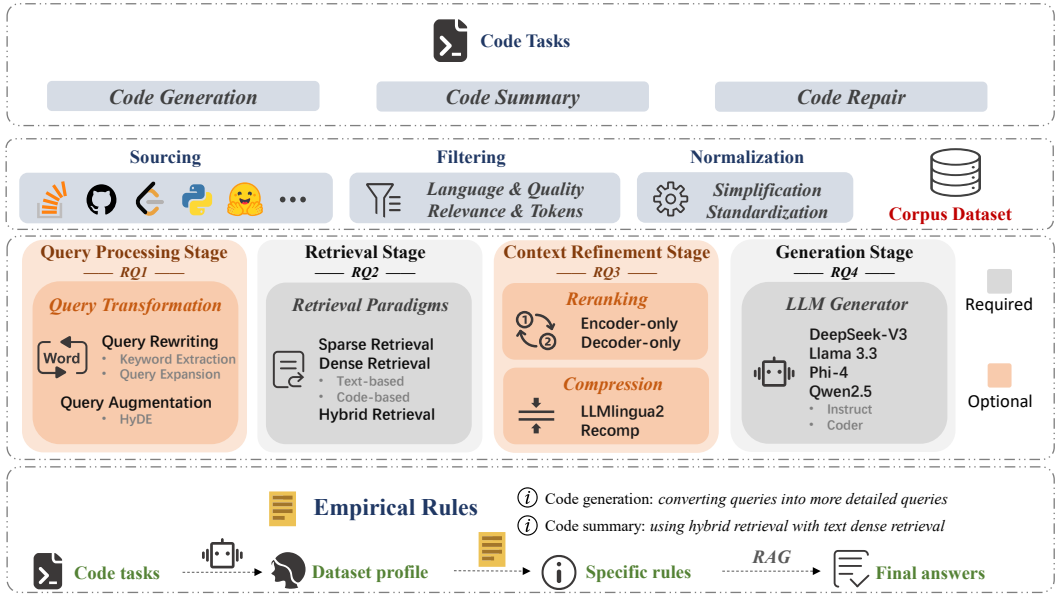 Code Tasks
Code Generation
Code Summary
Code Repair
Sourcing
Filtering
Normalization
Language & Quality
Relevance & Tokens
Simplification
Standardization
Corpus Dataset
Query Processing Stage
RQ1
Query Transformation
Word
Query Rewriting
• Keyword Extraction
• Query Expansion
Query Augmentation
• HyDE
Retrieval Stage
RQ2
Retrieval Paradigms
Sparse Retrieval
Dense Retrieval
• Text-based
• Code-based
Hybrid Retrieval
Context Refinement Stage
RQ3
Reranking
1
2
Encoder-only
Decoder-only
Compression
LLMlingua2
Recomp
Generation Stage
RQ4
LLM Generator
DeepSeek-V3
Llama 3.3
Phi-4
Qwen2.5
• Instruct
• Coder
Required
Optional
Empirical Rules
i Code generation: converting queries into more detailed queries
i Code summary: using hybrid retrieval with text dense retrieval
Code tasks
Dataset profile
Specific rules
RAG
Final answers